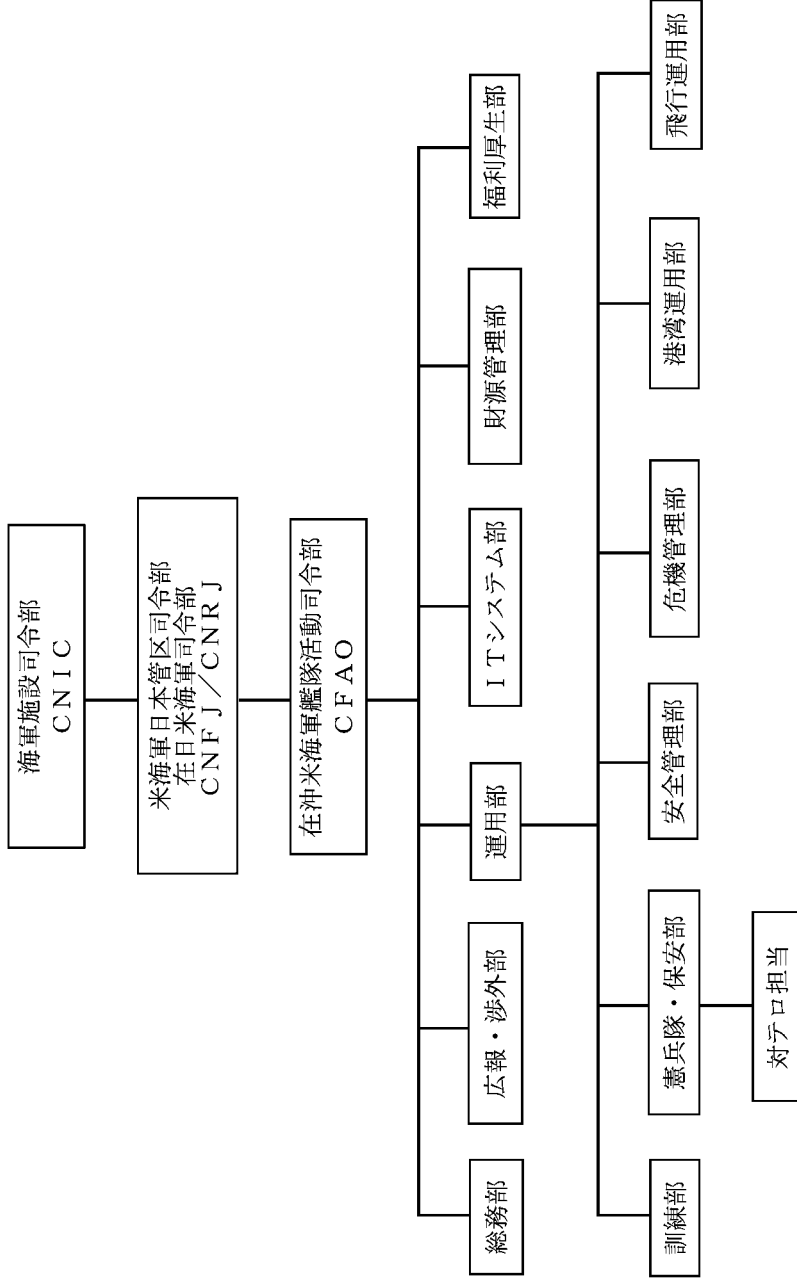 海軍施設司令部
CNIC
米海軍日本管区司令部
在日米海軍司令部
CNFJ／CNRJ
在沖米海軍艦隊活動司令部
CFAO
総務部
広報・渉外部
運用部
ITシステム部
財源管理部
福利厚生部
訓練部
憲兵隊・保安部
安全管理部
危機管理部
港湾運用部
飛行運用部
対テロ担当